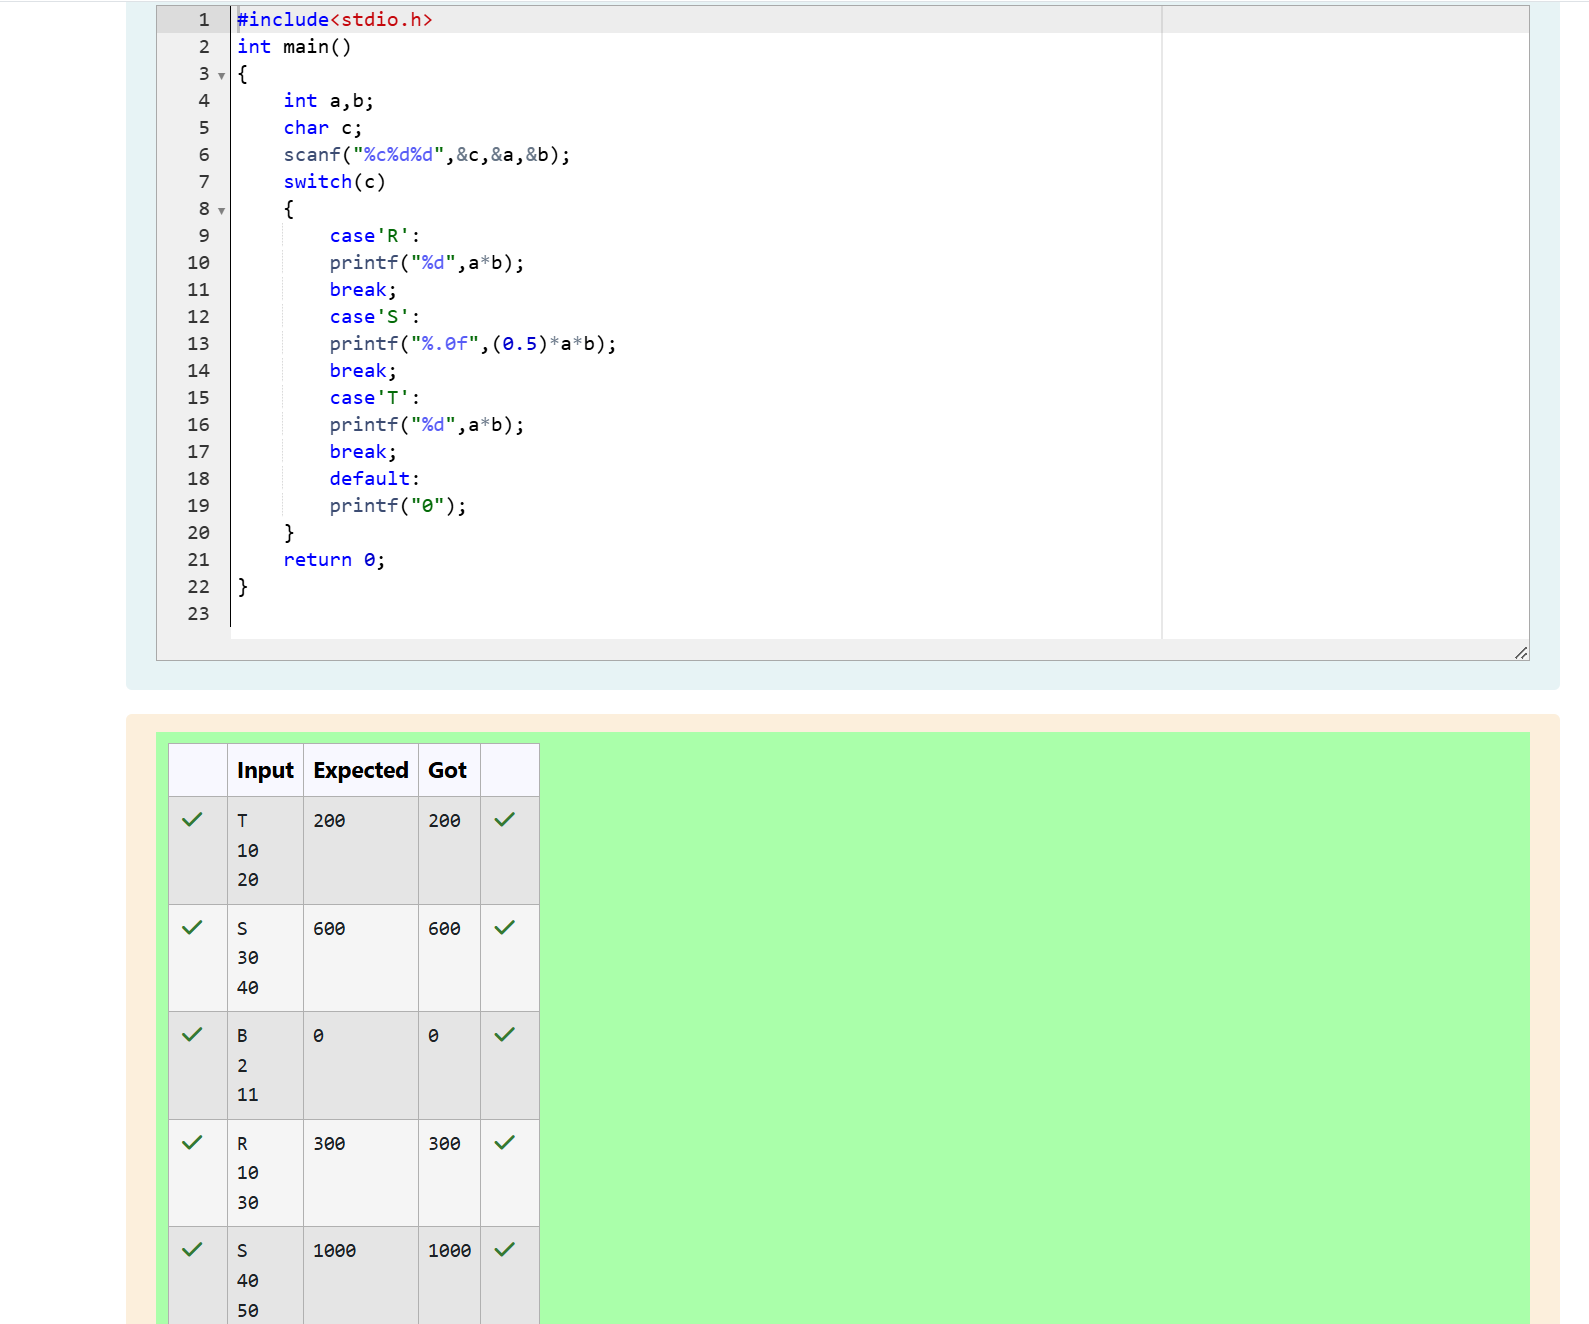 1 #include<stdio.h>
2 int main()
3 {
4     int a,b;
5     char c;
6     scanf("%c%d%d",&c,&a,&b);
7     switch(c)
8     {
9         case'R':
10         printf("%d",a*b);
11         break;
12         case'S':
13         printf("%.0f",(0.5)*a*b);
14         break;
15         case'T':
16         printf("%d",a*b);
17         break;
18         default:
19         printf("0");
20     }
21     return 0;
22 }
23
Input Expected Got
T 200 200
10
20
S 600 600
30
40
B 0 0
2
11
R 300 300
10
30
S 1000 1000
40
50